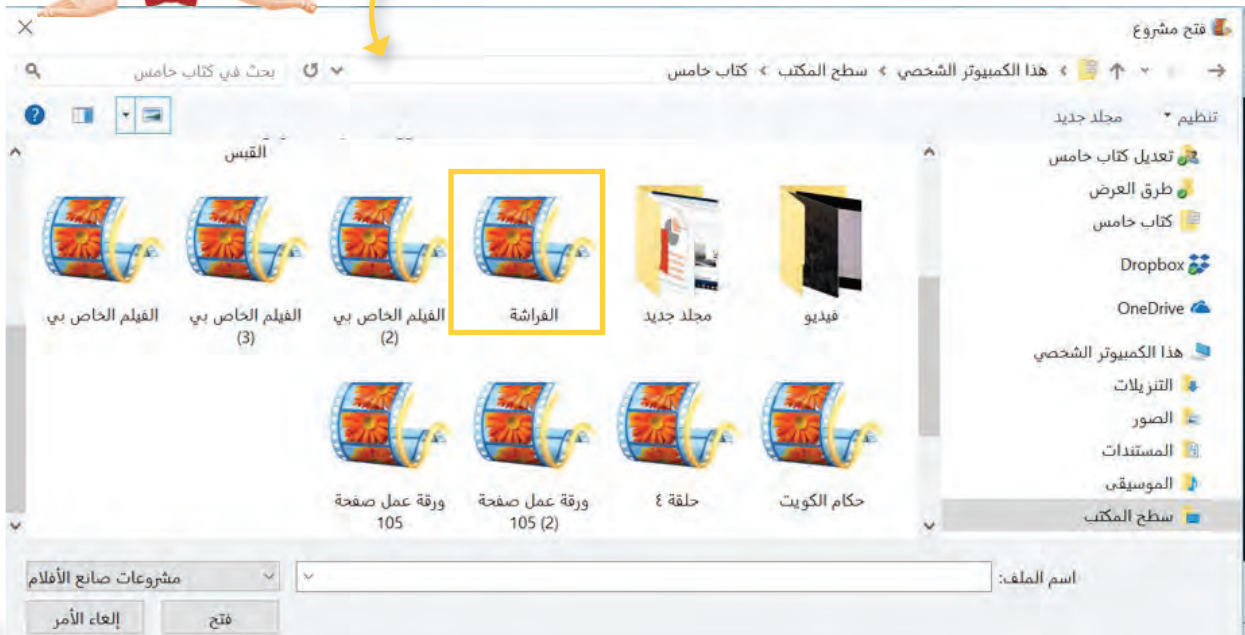 فتح مشروع
هذا الكمبيوتر الشخصي › سطح المكتب › كتاب خامس
بحث في كتاب خامس
تنظيم
مجلد جديد
تعديل كتاب خامس
طرق العرض
كتاب خامس
Dropbox
OneDrive
هذا الكمبيوتر الشخصي
التنزيلات
الصور
المستندات
الموسيقى
سطح المكتب
القبس
فيديو
مجلد جديد
الفراشة
الفيلم الخاص بي
(2)
الفيلم الخاص بي
(3)
الفيلم الخاص بي
حكام الكويت
حلقة ٤
ورقة عمل صفحة
105 (2)
ورقة عمل صفحة
105
اسم الملف:
مشروعات صانع الأفلام
فتح
إلغاء الأمر